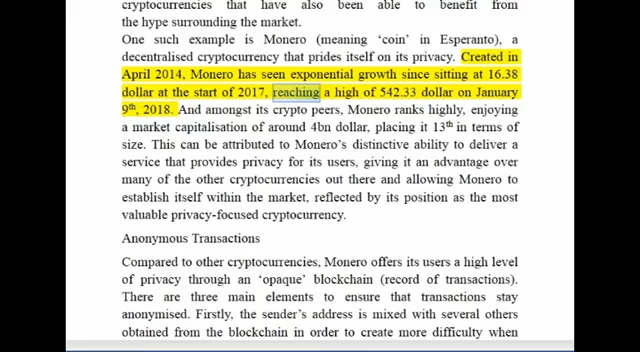 cryptocurrencies that have also been able to benefit from
the hype surrounding the market.
One such example is Monero (meaning 'coin' in Esperanto), a
decentralised cryptocurrency that prides itself on its privacy. Created in
April 2014, Monero has seen exponential growth since sitting at 16.38
dollar at the start of 2017, reaching a high of 542.33 dollar on January
9th, 2018. And amongst its crypto peers, Monero ranks highly, enjoying
a market capitalisation of around 4bn dollar, placing it 13th in terms of
size. This can be attributed to Monero's distinctive ability to deliver a
service that provides privacy for its users, giving it an advantage over
many of the other cryptocurrencies out there and allowing Monero to
establish itself within the market, reflected by its position as the most
valuable privacy-focused cryptocurrency.
Anonymous Transactions
Compared to other cryptocurrencies, Monero offers its users a high level
of privacy through an 'opaque' blockchain (record of transactions).
There are three main elements to ensure that transactions stay
anonymised. Firstly, the sender's address is mixed with several others
obtained from the blockchain in order to create more difficulty when